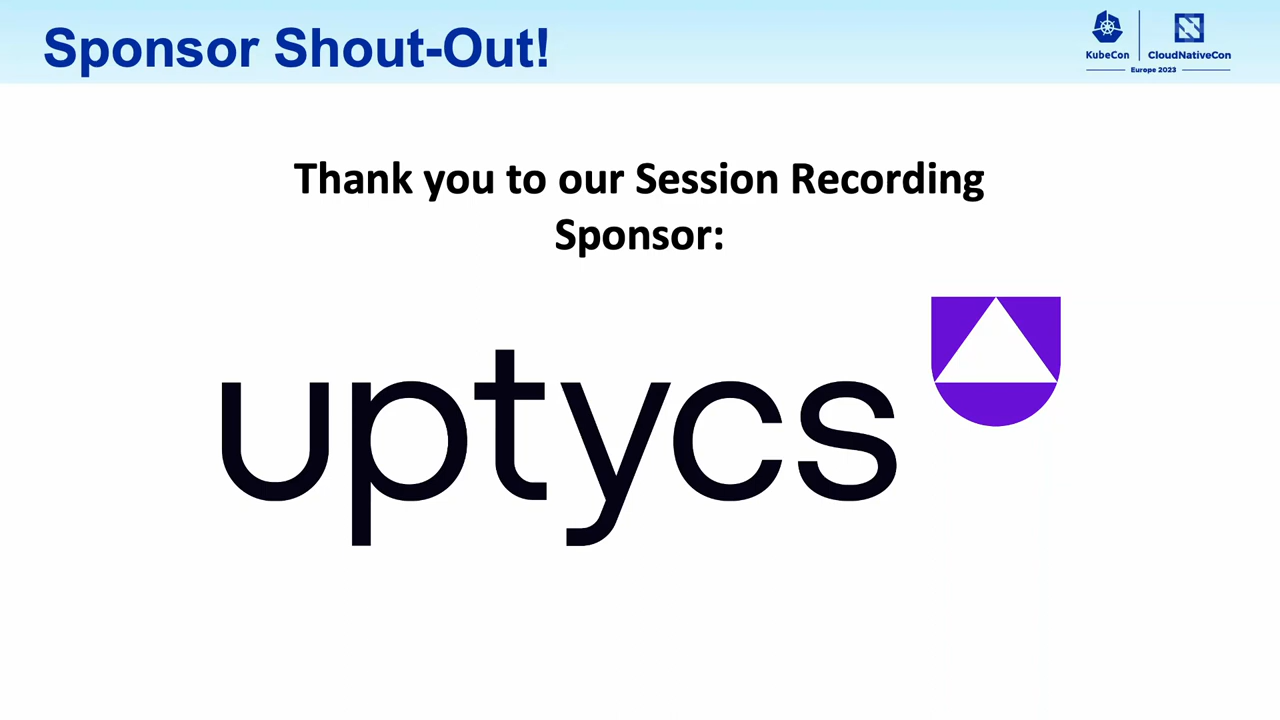 Sponsor Shout-Out!
KubeCon
CloudNativeCon
Europe 2023
Thank you to our Session Recording
Sponsor:
uptycs